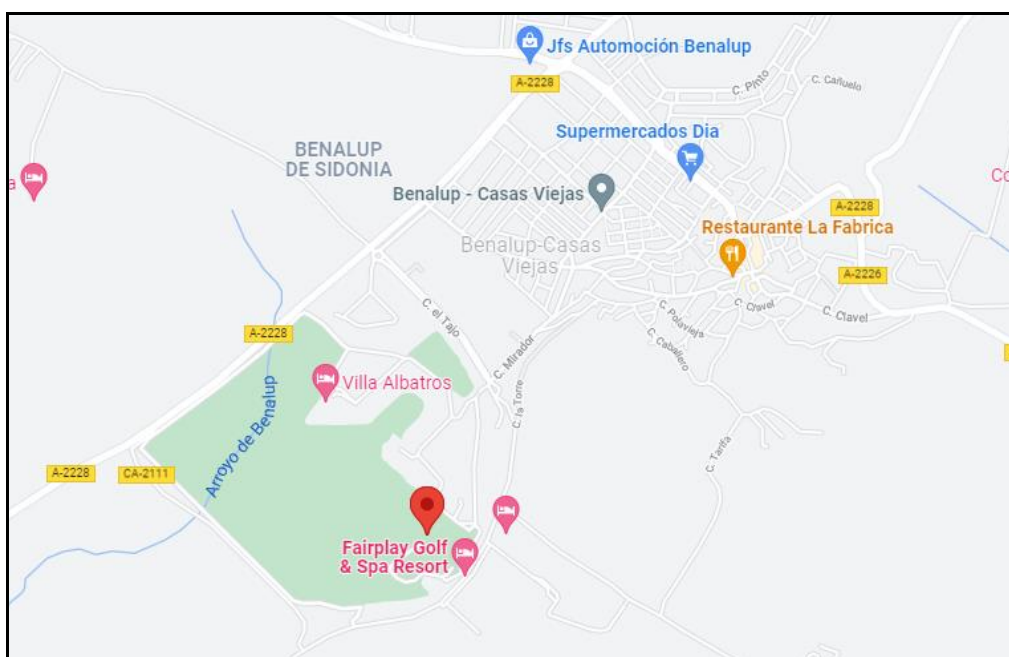 Jfs Automoción Benalup
A-2228
C. Pinto
C. Cañuelo
Supermercados Dia
BENALUP
DE SIDONIA
Benalup - Casas Viejas
Co
a
A-2228
Restaurante La Fabrica
Benalup-Casas
Viejas
A-2226
C. Clavel
C. Clavel
C. Polavieja
C. el Tajo
A-2228
C. Caballero
C. Mirador
Villa Albatros
C. la Torre
Arroyo de Benalup
C. Tarifa
A-2228
CA-2111
Fairplay Golf
& Spa Resort